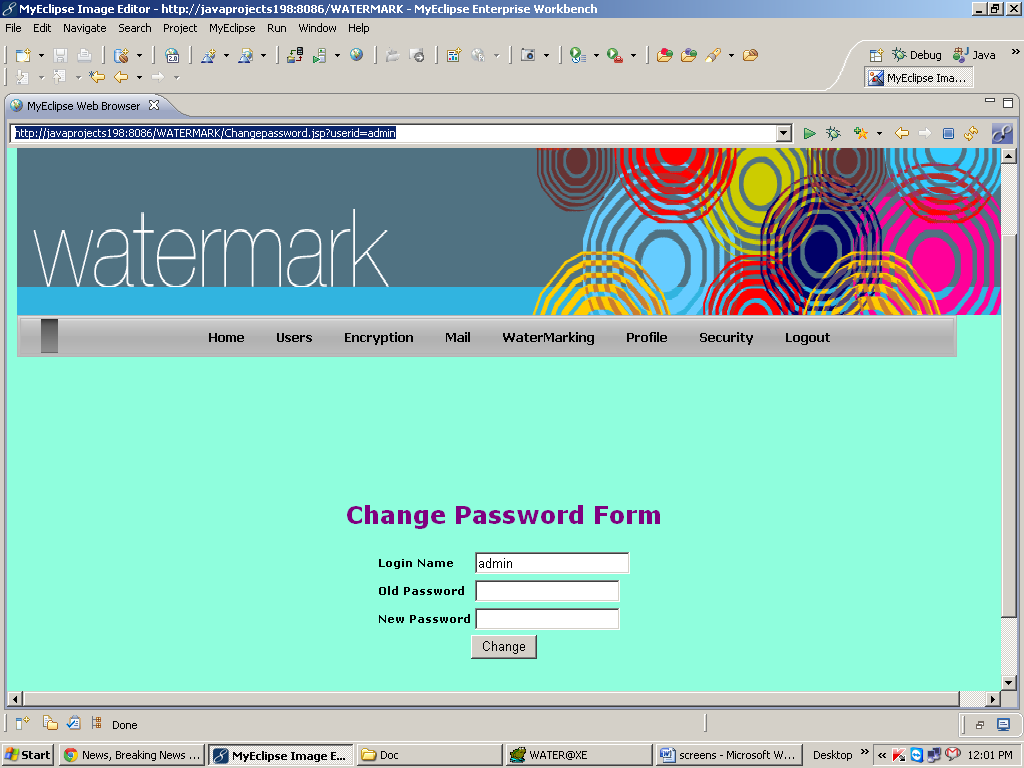 MyEclipse Image Editor - http://javaprojects198:8086/WATERMARK - MyEclipse Enterprise Workbench
File Edit Navigate Search Project MyEclipse Run Window Help
2.0
Debug Java »
MyEclipse Ima...
MyEclipse Web Browser
http://javaprojects198:8086/WATERMARK/Changepassword.jsp?userid=admin
watermark
Home Users Encryption Mail WaterMarking Profile Security Logout
Change Password Form
Login Name admin
Old Password
New Password
Change
Done
Start News, Breaking News ... MyEclipse Image E... Doc WATER@XE screens - Microsoft W... Desktop » « 12:01 PM